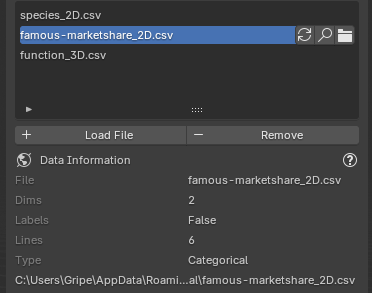 species_2D.csv
famous-marketshare_2D.csv
function_3D.csv
+ Load File − Remove
Data Information
File famous-marketshare_2D.csv
Dims 2
Labels False
Lines 6
Type Categorical
C:\Users\Gripe\AppData\Roami...al\famous-marketshare_2D.csv